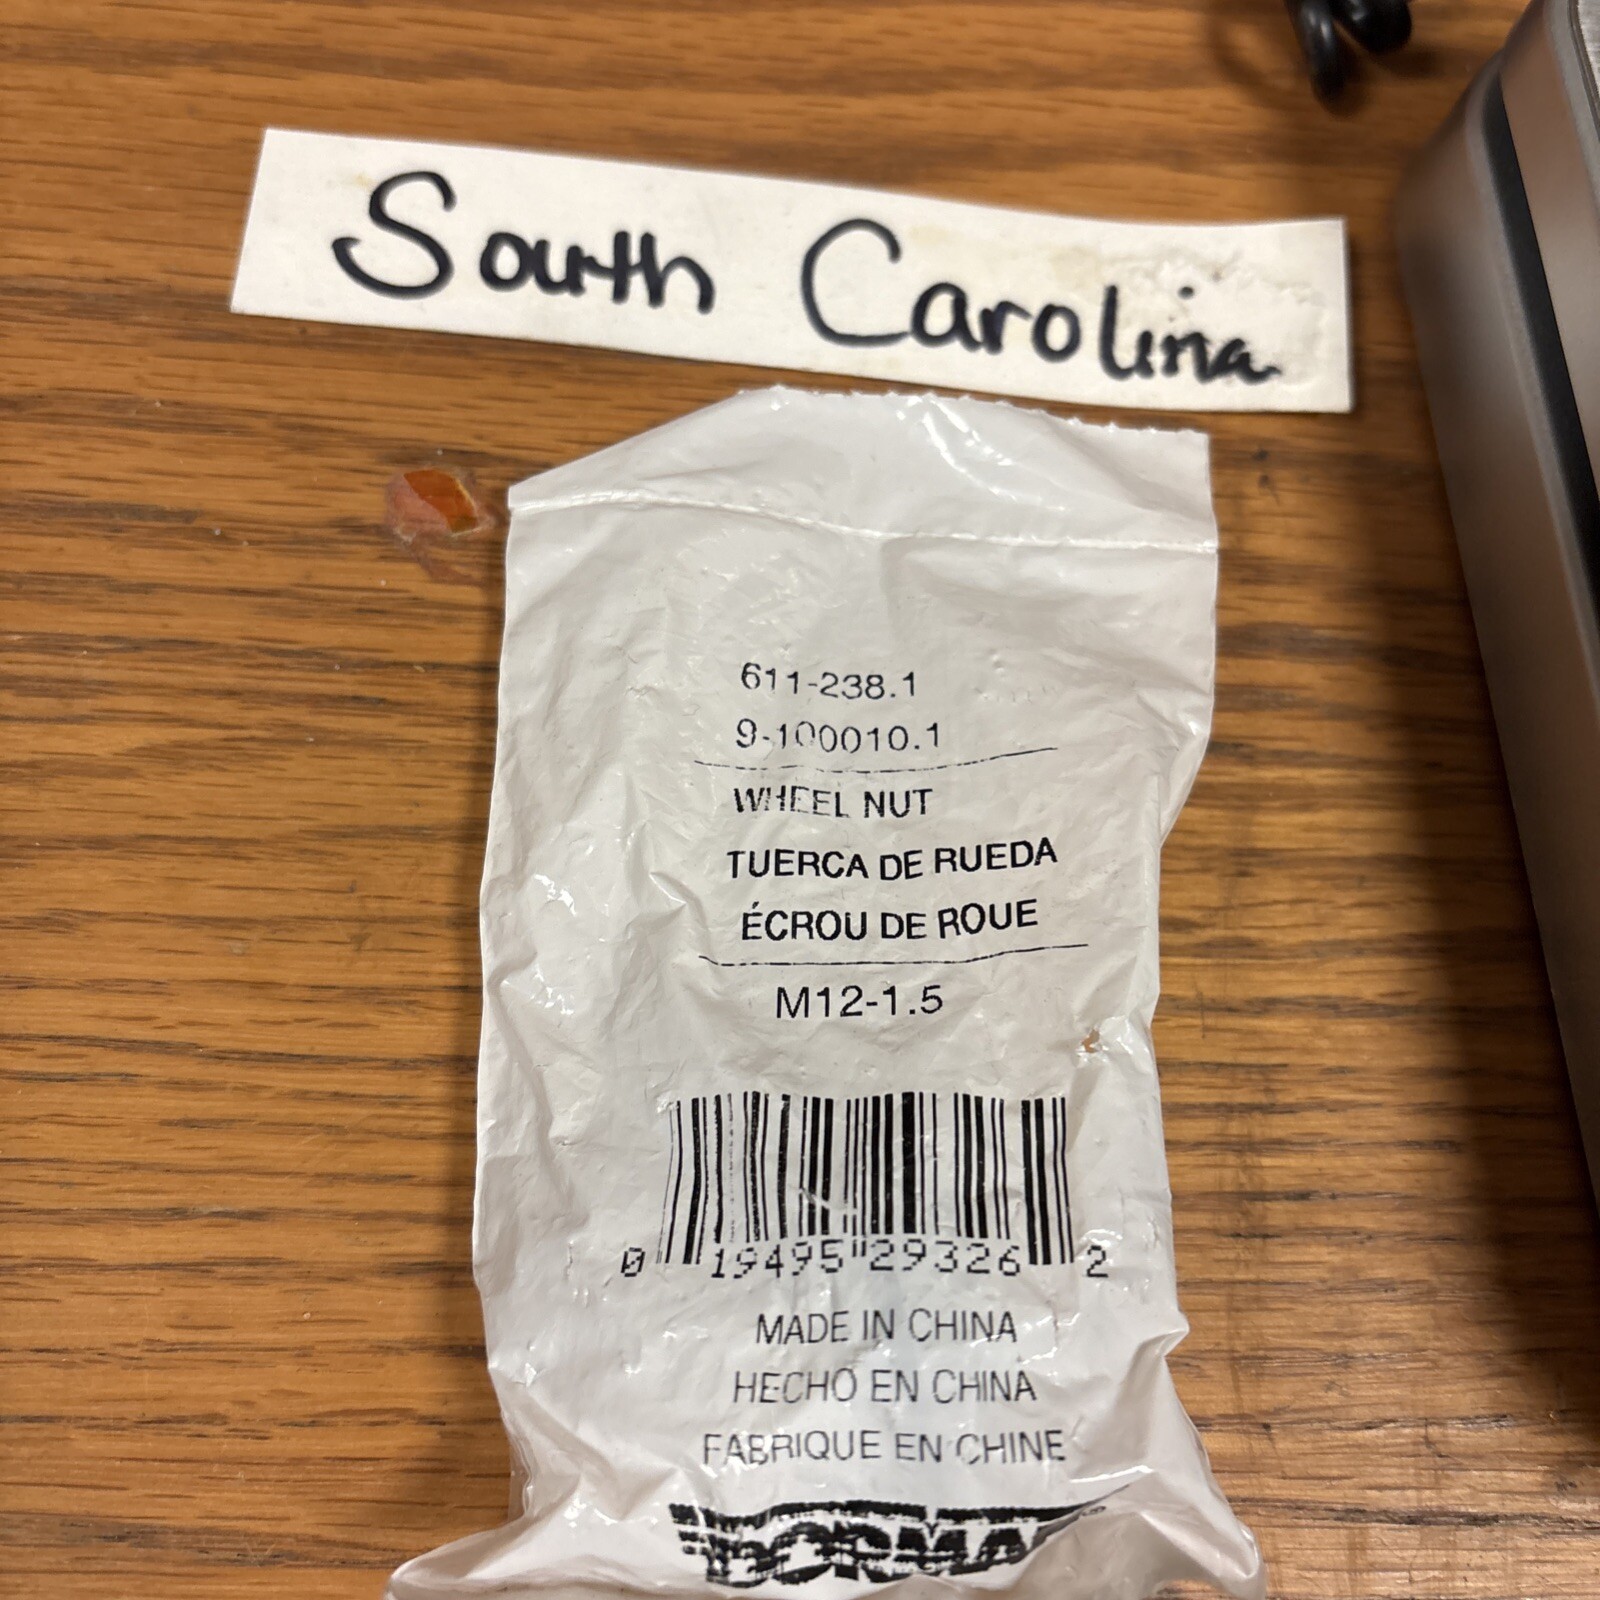 South Carolina
611-238.1
9-100010.1
WHEEL NUT
TUERCA DE RUEDA
ÉCROU DE ROUE
M12-1.5
0 19495 29326 2
MADE IN CHINA
HECHO EN CHINA
FABRIQUE EN CHINE